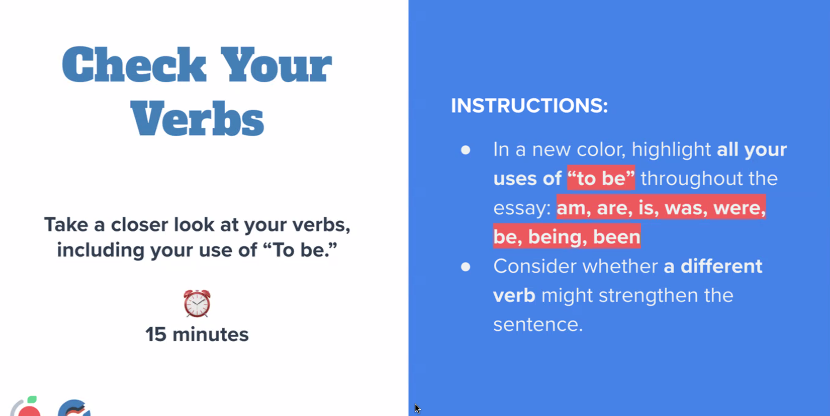 Check Your
Verbs
Take a closer look at your verbs,
including your use of “To be.”
15 minutes
INSTRUCTIONS:
● In a new color, highlight all your
uses of “to be” throughout the
essay: am, are, is, was, were,
be, being, been
● Consider whether a different
verb might strengthen the
sentence.